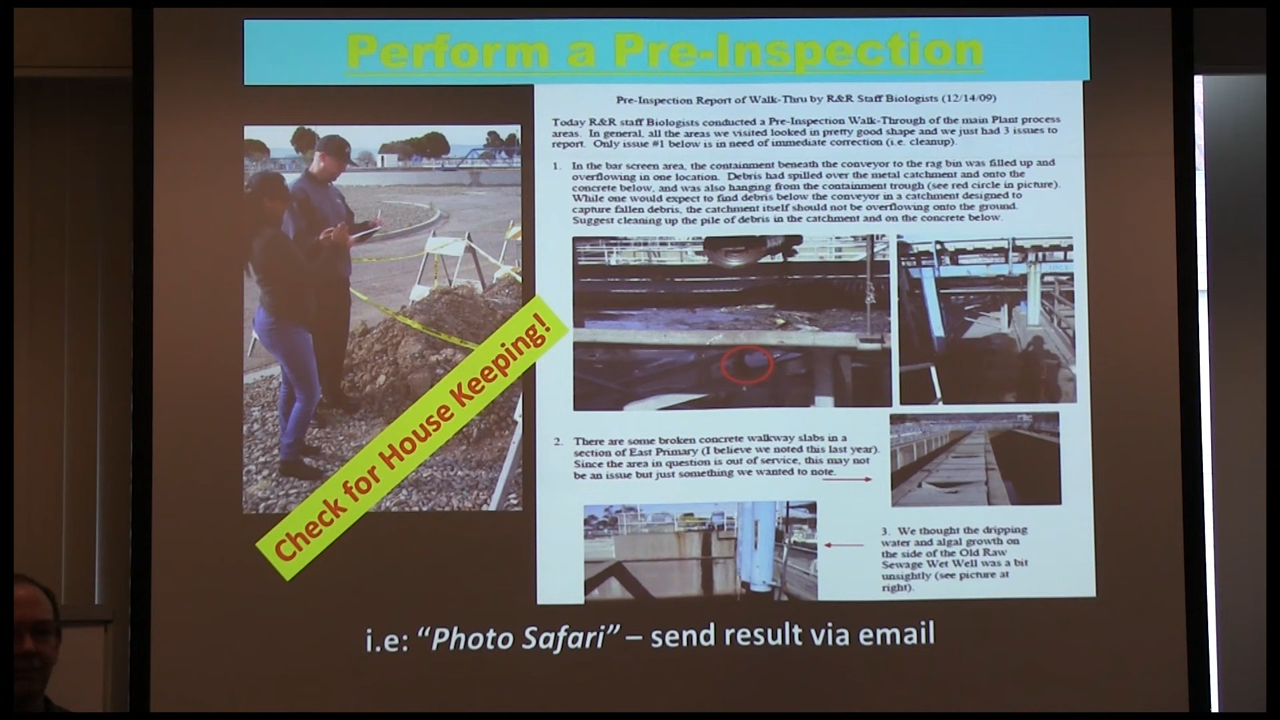 Perform a Pre-Inspection
Pre-Inspection Report of Walk-Thru by R&R Staff Biologists (12/14/09)
Today R&R staff Biologists conducted a Pre-Inspection Walk-Through of the main Plant process
areas. In general, all the areas we visited looked in pretty good shape and we just had 3 issues to
report. Only issue #1 below is in need of immediate correction (i.e. cleanup).
1. In the bar screen area, the containment beneath the conveyor to the rag bin was filled up and
overflowing in one location. Debris had spilled over the metal catchment and onto the
concrete below, and was also hanging from the containment trough (see red circle in picture).
While one would expect to find debris below the conveyor in a catchment designed to
capture fallen debris, the catchment itself should not be overflowing onto the ground.
Suggest cleaning up the pile of debris in the catchment and on the concrete below.
Check for House Keeping!
2. There are some broken concrete walkway slabs in a
section of East Primary (I believe we noted this last year).
Since the area in question is out of service, this may not
be an issue but just something we wanted to note.
3. We thought the dripping
water and algal growth on
the side of the Old Raw
Sewage Wet Well was a bit
unsightly (see picture at
right).
i.e: “Photo Safari” – send result via email